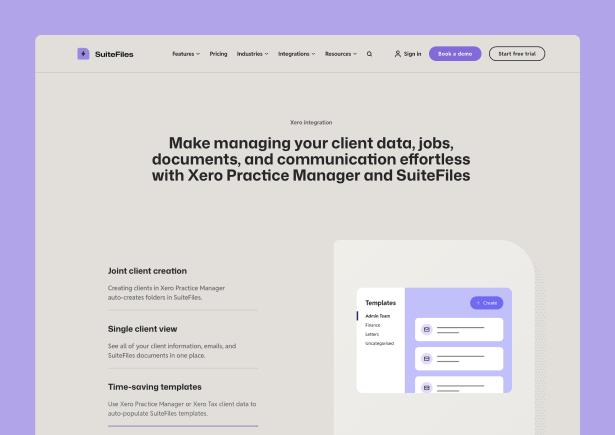 SuiteFiles
Features Pricing Industries Integrations Resources Sign in Book a demo Start free trial
Xero integration
Make managing your client data, jobs,
documents, and communication effortless
with Xero Practice Manager and SuiteFiles
Joint client creation
Creating clients in Xero Practice Manager
auto-creates folders in SuiteFiles.
Single client view
See all of your client information, emails, and
SuiteFiles documents in one place.
Time-saving templates
Use Xero Practice Manager or Xero Tax client data to
auto-populate SuiteFiles templates.
Templates
+ Create
Admin Team
Finance
Letters
Uncategorised